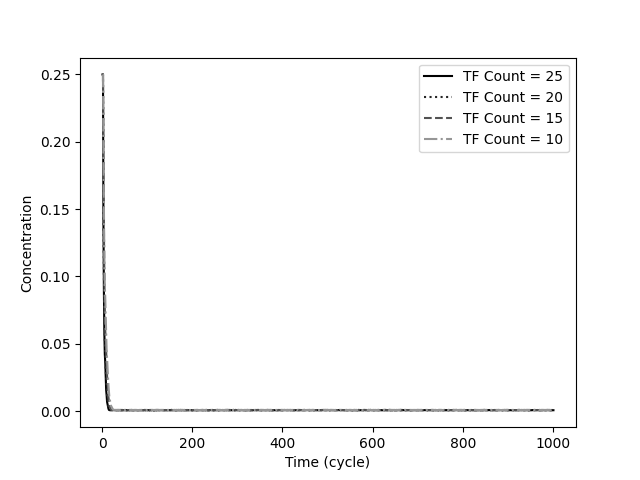 0.25
0.20
0.15
0.10
0.05
0.00
Concentration
TF Count = 25
TF Count = 20
TF Count = 15
TF Count = 10
0 200 400 600 800 1000
Time (cycle)